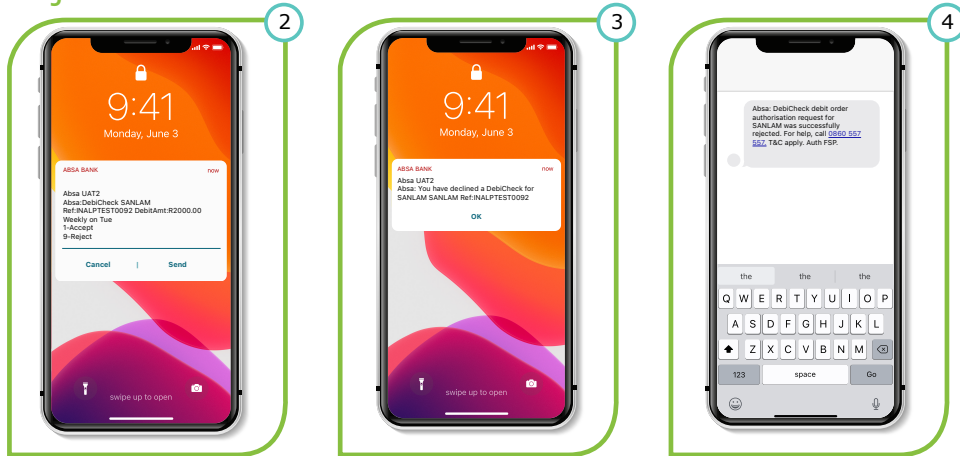 2
9:41
Monday, June 3
ABSA BANK now
Absa UAT2
Absa:DebiCheck SANLAM
Ref:INALPTEST0092 DebitAmt:R2000.00
Weekly on Tue
1-Accept
9-Reject
Cancel | Send
swipe up to open
3
9:41
Monday, June 3
ABSA BANK now
Absa UAT2
Absa: You have declined a DebiCheck for
SANLAM SANLAM Ref:INALPTEST0092
OK
swipe up to open
4
Absa: DebiCheck debit order
authorisation request for
SANLAM was successfully
rejected. For help, call 0860 557
557. T&C apply. Auth FSP.
the the the
Q W E R T Y U I O P
A S D F G H J K L
Z X C V B N M
123 space Go